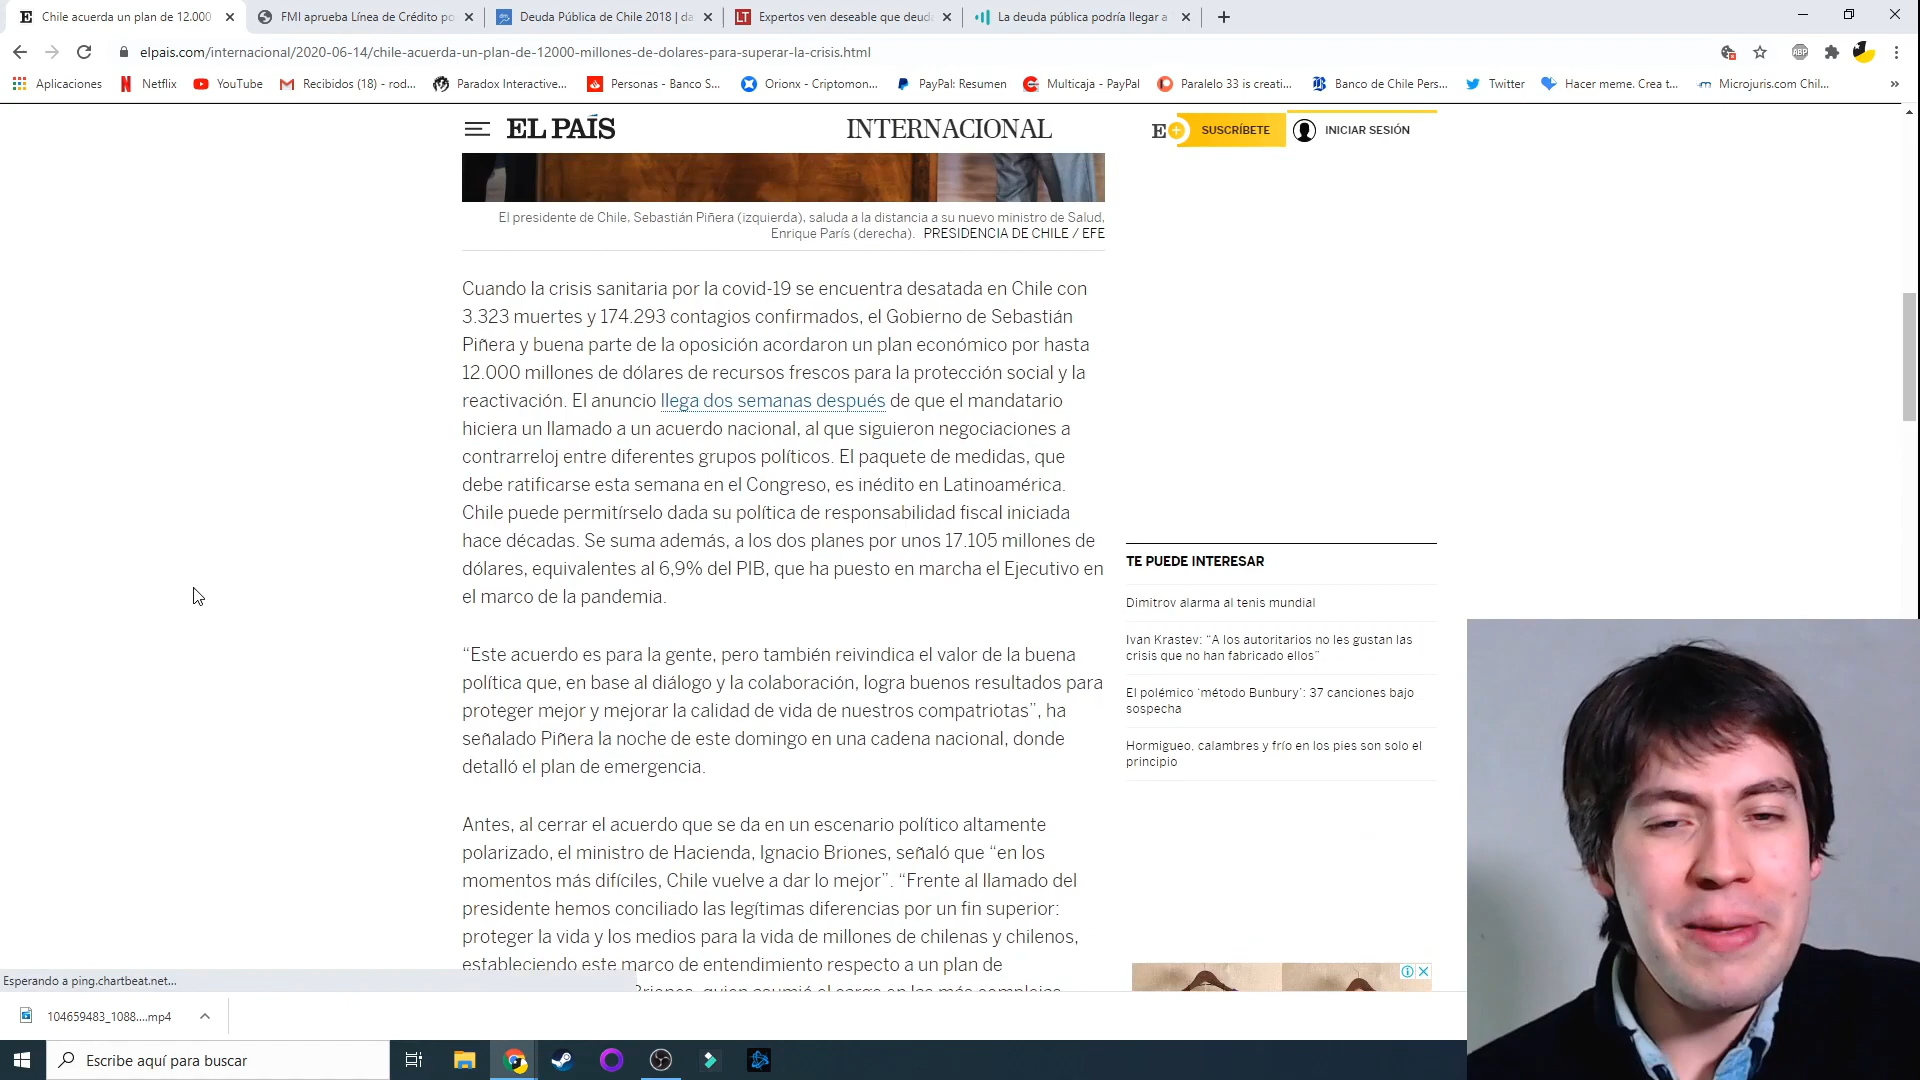 Chile acuerda un plan de 12.000
FMI aprueba Línea de Crédito po
Deuda Pública de Chile 2018 | da
Expertos ven deseable que deud
La deuda pública podría llegar a
elpais.com/internacional/2020-06-14/chile-acuerda-un-plan-de-12000-millones-de-dolares-para-superar-la-crisis.html
Aplicaciones
Netflix
YouTube
Recibidos (18) - rod...
Paradox Interactive...
Personas - Banco S...
Orionx - Criptomon...
PayPal: Resumen
Multicaja - PayPal
Paralelo 33 is creati...
Banco de Chile Pers...
Twitter
Hacer meme. Crea t...
Microjuris.com Chil...
EL PAÍS
INTERNACIONAL
E+ SUSCRÍBETE
INICIAR SESIÓN
El presidente de Chile, Sebastián Piñera (izquierda), saluda a la distancia a su nuevo ministro de Salud,
Enrique París (derecha). PRESIDENCIA DE CHILE / EFE
Cuando la crisis sanitaria por la covid-19 se encuentra desatada en Chile con
3.323 muertes y 174.293 contagios confirmados, el Gobierno de Sebastián
Piñera y buena parte de la oposición acordaron un plan económico por hasta
12.000 millones de dólares de recursos frescos para la protección social y la
reactivación. El anuncio llega dos semanas después de que el mandatario
hiciera un llamado a un acuerdo nacional, al que siguieron negociaciones a
contrarreloj entre diferentes grupos políticos. El paquete de medidas, que
debe ratificarse esta semana en el Congreso, es inédito en Latinoamérica.
Chile puede permitírselo dada su política de responsabilidad fiscal iniciada
hace décadas. Se suma además, a los dos planes por unos 17.105 millones de
dólares, equivalentes al 6,9% del PIB, que ha puesto en marcha el Ejecutivo en
el marco de la pandemia.
“Este acuerdo es para la gente, pero también reivindica el valor de la buena
política que, en base al diálogo y la colaboración, logra buenos resultados para
proteger mejor y mejorar la calidad de vida de nuestros compatriotas”, ha
señalado Piñera la noche de este domingo en una cadena nacional, donde
detalló el plan de emergencia.
Antes, al cerrar el acuerdo que se da en un escenario político altamente
polarizado, el ministro de Hacienda, Ignacio Briones, señaló que “en los
momentos más difíciles, Chile vuelve a dar lo mejor”. “Frente al llamado del
presidente hemos conciliado las legítimas diferencias por un fin superior:
proteger la vida y los medios para la vida de millones de chilenas y chilenos,
estableciendo este marco de entendimiento respecto a un plan de
Briones, quien asumió el cargo en las más complejas
TE PUEDE INTERESAR
Dimitrov alarma al tenis mundial
Ivan Krastev: “A los autoritarios no les gustan las
crisis que no han fabricado ellos”
El polémico ‘método Bunbury’: 37 canciones bajo
sospecha
Hormigueo, calambres y frío en los pies son solo el
principio
Esperando a ping.chartbeat.net...
104659483_1088....mp4
Escribe aquí para buscar